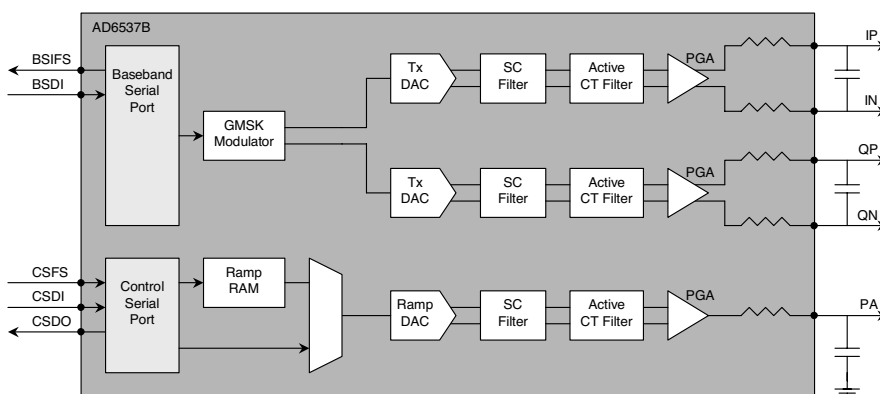 AD6537B
BSIFS
BSDI
Baseband
Serial
Port
GMSK
Modulator
Tx
DAC
SC
Filter
Active
CT Filter
PGA
IP
IN
Tx
DAC
SC
Filter
Active
CT Filter
PGA
QP
QN
CSFS
CSDI
CSDO
Control
Serial
Port
Ramp
RAM
Ramp
DAC
SC
Filter
Active
CT Filter
PGA
PA